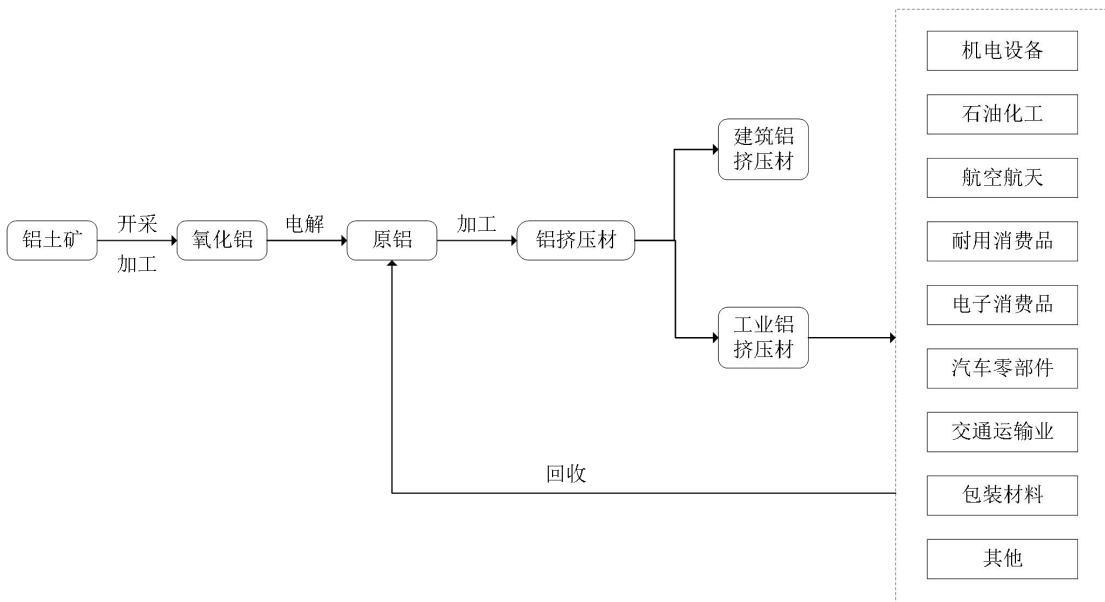 铝土矿
开采
加工
氧化铝
电解
原铝
加工
铝挤压材
建筑铝
挤压材
工业铝
挤压材
回收
机电设备
石油化工
航空航天
耐用消费品
电子消费品
汽车零部件
交通运输业
包装材料
其他